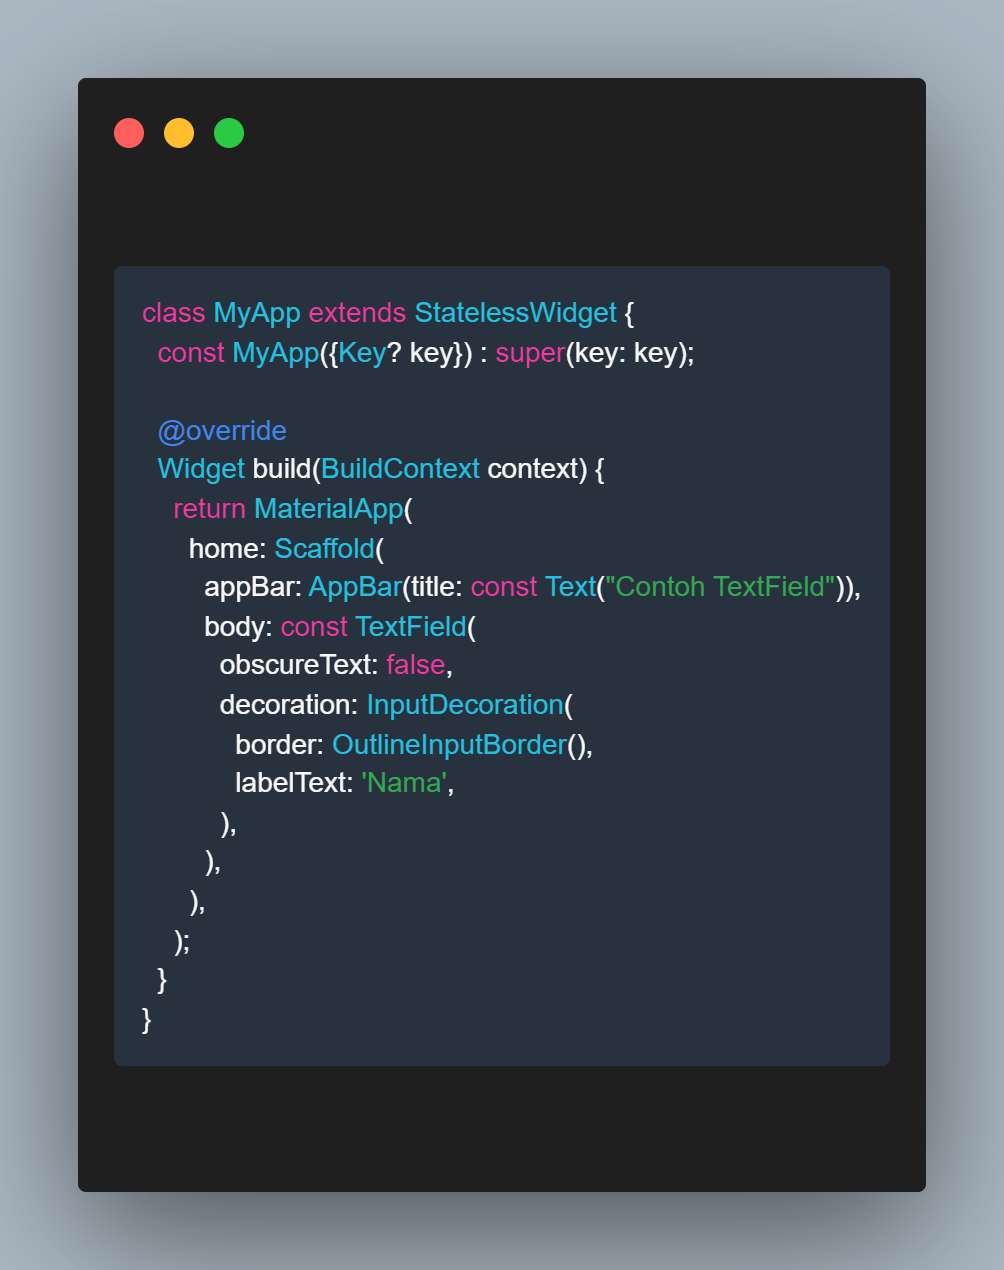 class MyApp extends StatelessWidget {
  const MyApp({Key? key}) : super(key: key);

  @override
  Widget build(BuildContext context) {
    return MaterialApp(
      home: Scaffold(
        appBar: AppBar(title: const Text("Contoh TextField")),
        body: const TextField(
          obscureText: false,
          decoration: InputDecoration(
            border: OutlineInputBorder(),
            labelText: 'Nama',
          ),
        ),
      ),
    );
  }
}